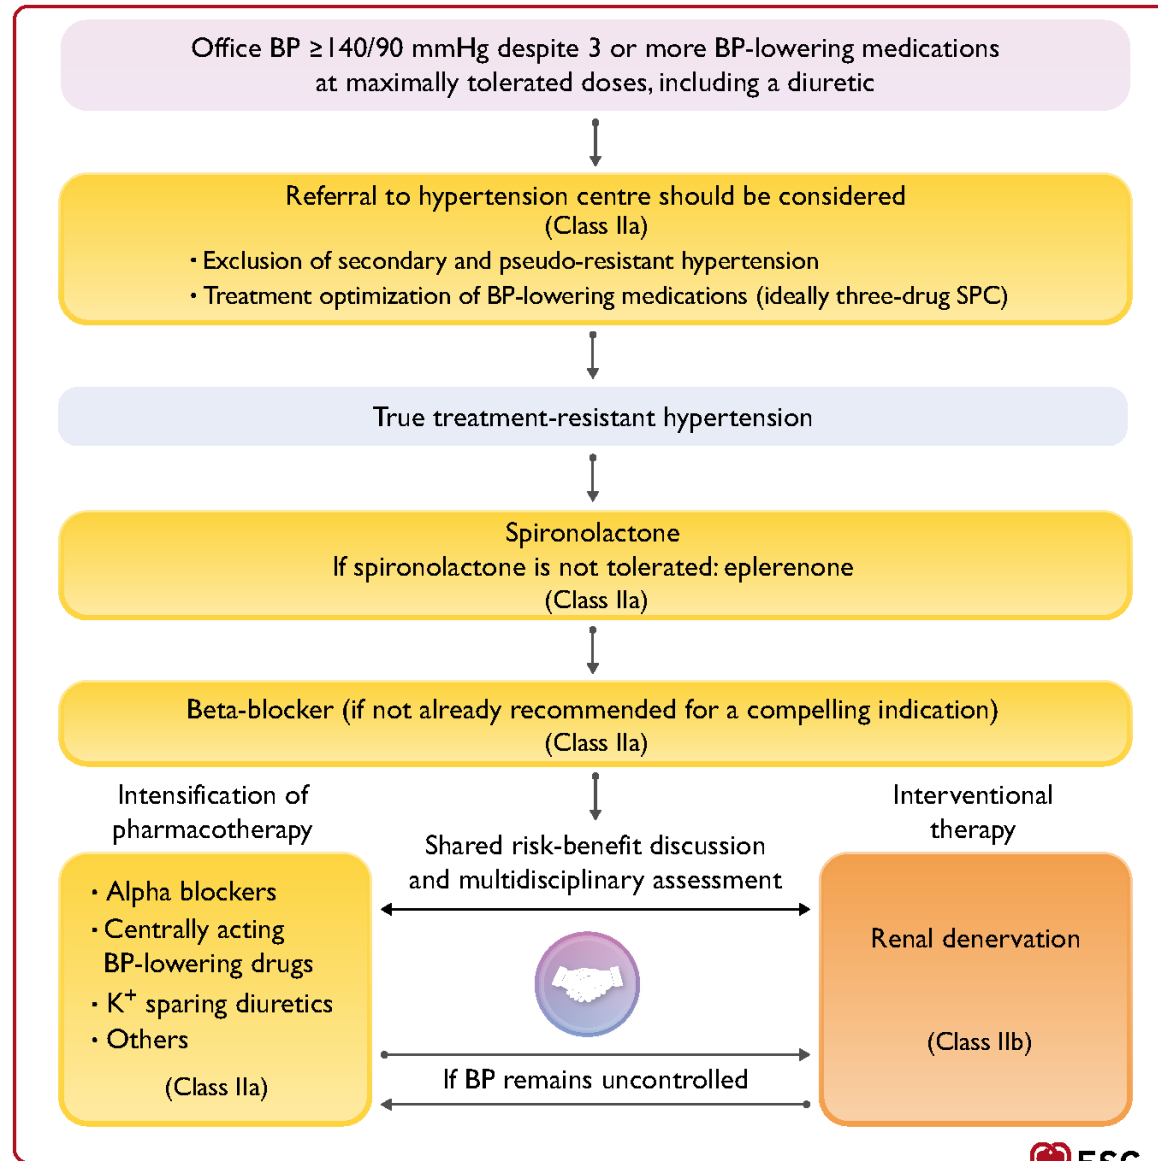 Office BP ≥140/90 mmHg despite 3 or more BP-lowering medications
at maximally tolerated doses, including a diuretic
Referral to hypertension centre should be considered
(Class IIa)
• Exclusion of secondary and pseudo-resistant hypertension
• Treatment optimization of BP-lowering medications (ideally three-drug SPC)
True treatment-resistant hypertension
Spironolactone
If spironolactone is not tolerated: eplerenone
(Class IIa)
Beta-blocker (if not already recommended for a compelling indication)
(Class IIa)
Intensification of
pharmacotherapy
• Alpha blockers
• Centrally acting
BP-lowering drugs
• K⁺ sparing diuretics
• Others
(Class IIa)
Shared risk-benefit discussion
and multidisciplinary assessment
If BP remains uncontrolled
Interventional
therapy
Renal denervation
(Class IIb)
ESC